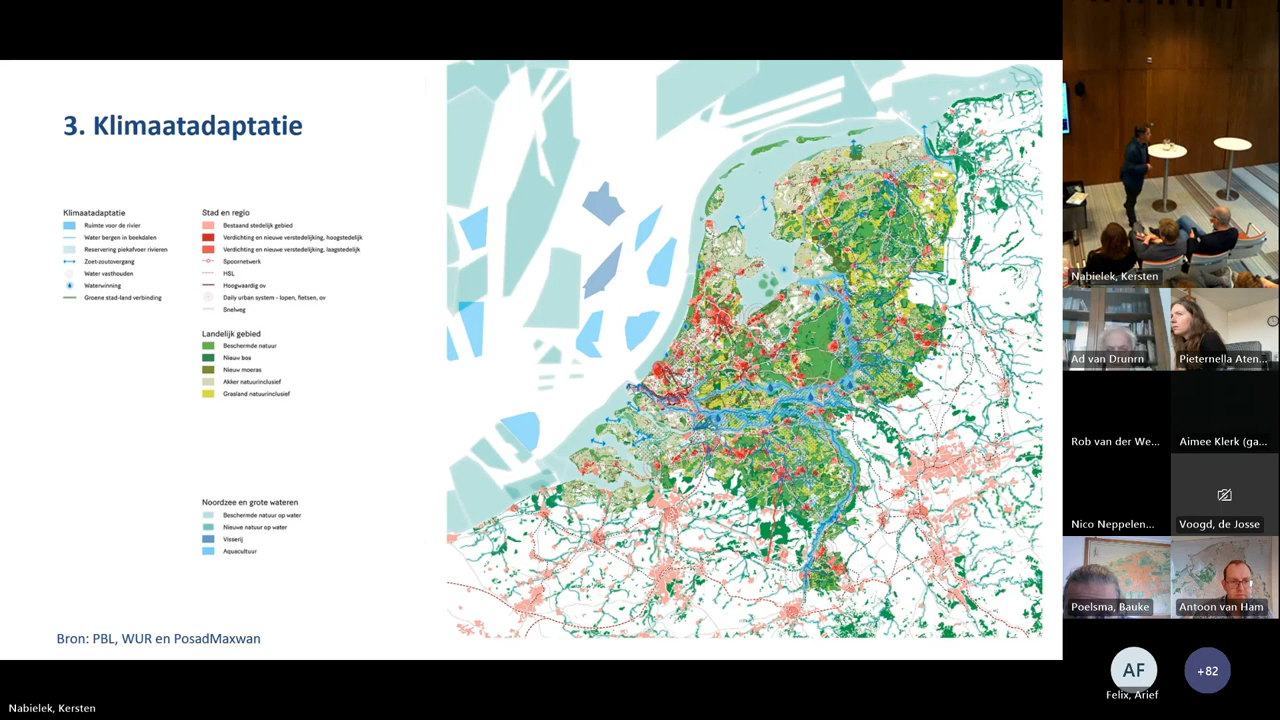 3. Klimaatadaptatie
Klimaatadaptatie
Ruimte voor de rivier
Water bergen in beekdalen
Reservering piekafvoer rivieren
Zoet-zoutovergang
Water vasthouden
Waterwinning
Groene stad-land verbinding
Stad en regio
Bestaand stedelijk gebied
Verdichting en nieuwe verstedelijking, hoogstedelijk
Verdichting en nieuwe verstedelijking, laagstedelijk
Spoornetwerk
HSL
Hoogwaardig ov
Daily urban system - lopen, fietsen, ov
Snelweg
Landelijk gebied
Beschermde natuur
Nieuw bos
Nieuw moeras
Akker natuurinclusief
Grasland natuurinclusief
Noordzee en grote wateren
Beschermde natuur op water
Nieuwe natuur op water
Visserij
Aquacultuur
Bron: PBL, WUR en PosadMaxwan
Nabielek, Kersten
Nabielek, Kersten
Ad van Drunrn
Pieternella Aten...
Rob van der We...
Aimee Klerk (ga...
Nico Neppelen...
Voogd, de Josse
Poelsma, Bauke
Antoon van Ham
AF
+82
Felix, Arief